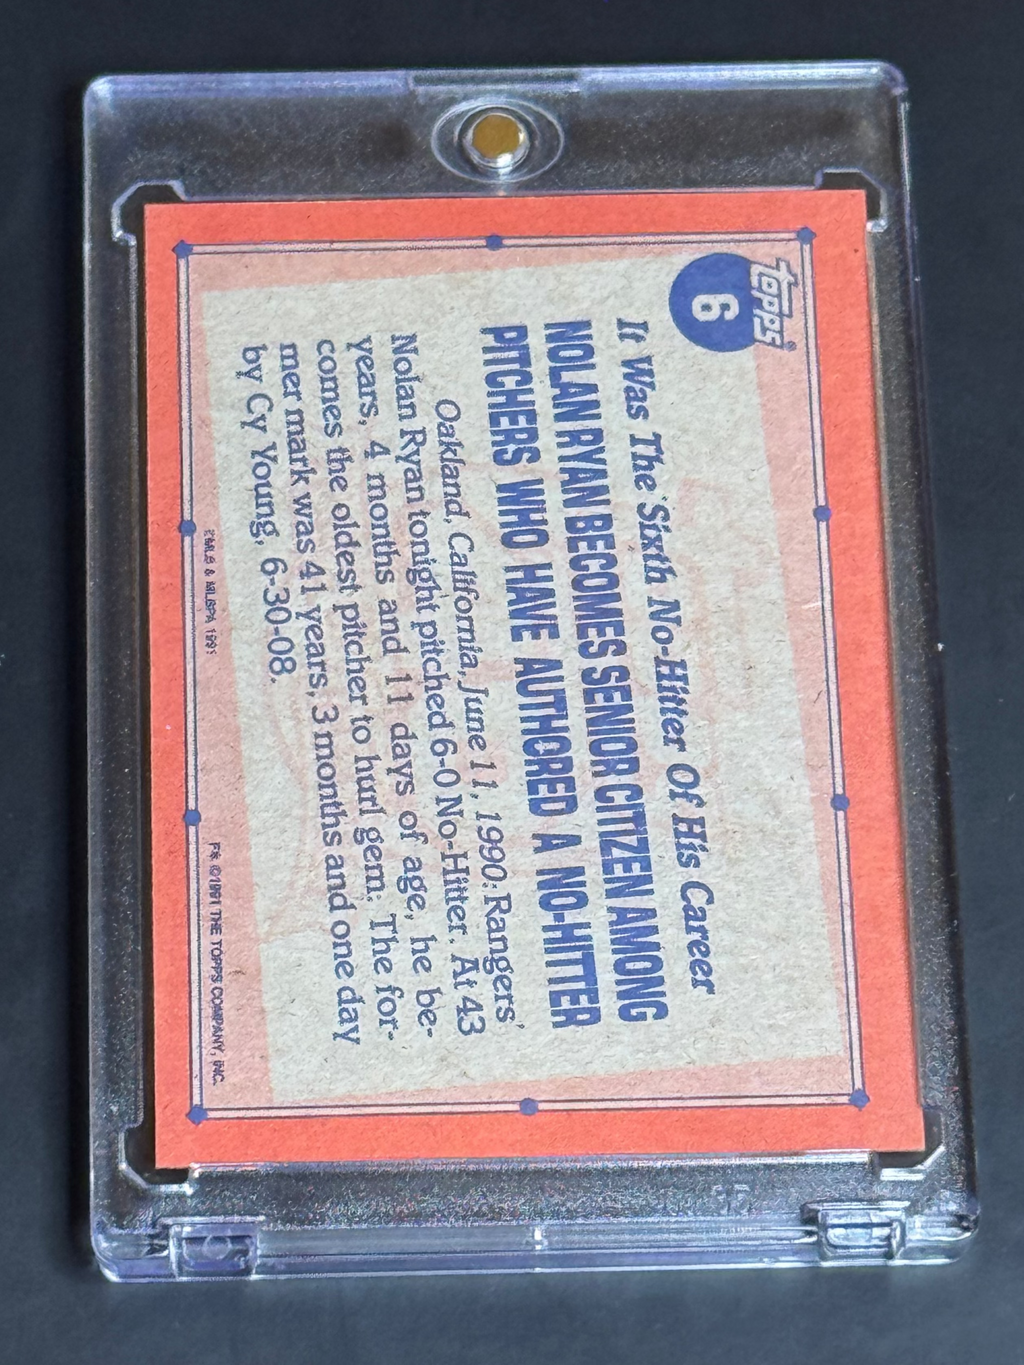 topps
6
It Was The Sixth No-Hitter Of His Career
NOLAN RYAN BECOMES SENIOR CITIZEN AMONG
PITCHERS WHO HAVE AUTHORED A NO-HITTER
Oakland, California, June 11, 1990: Rangers'
Nolan Ryan tonight pitched 6-0 No-Hitter. At 43
years, 4 months and 11 days of age, he be-
comes the oldest pitcher to hurl gem. The for-
mer mark was 41 years, 3 months and one day
by Cy Young, 6-30-08.
©MLB & MLBPA 1991
F* ©1991 THE TOPPS COMPANY, INC.